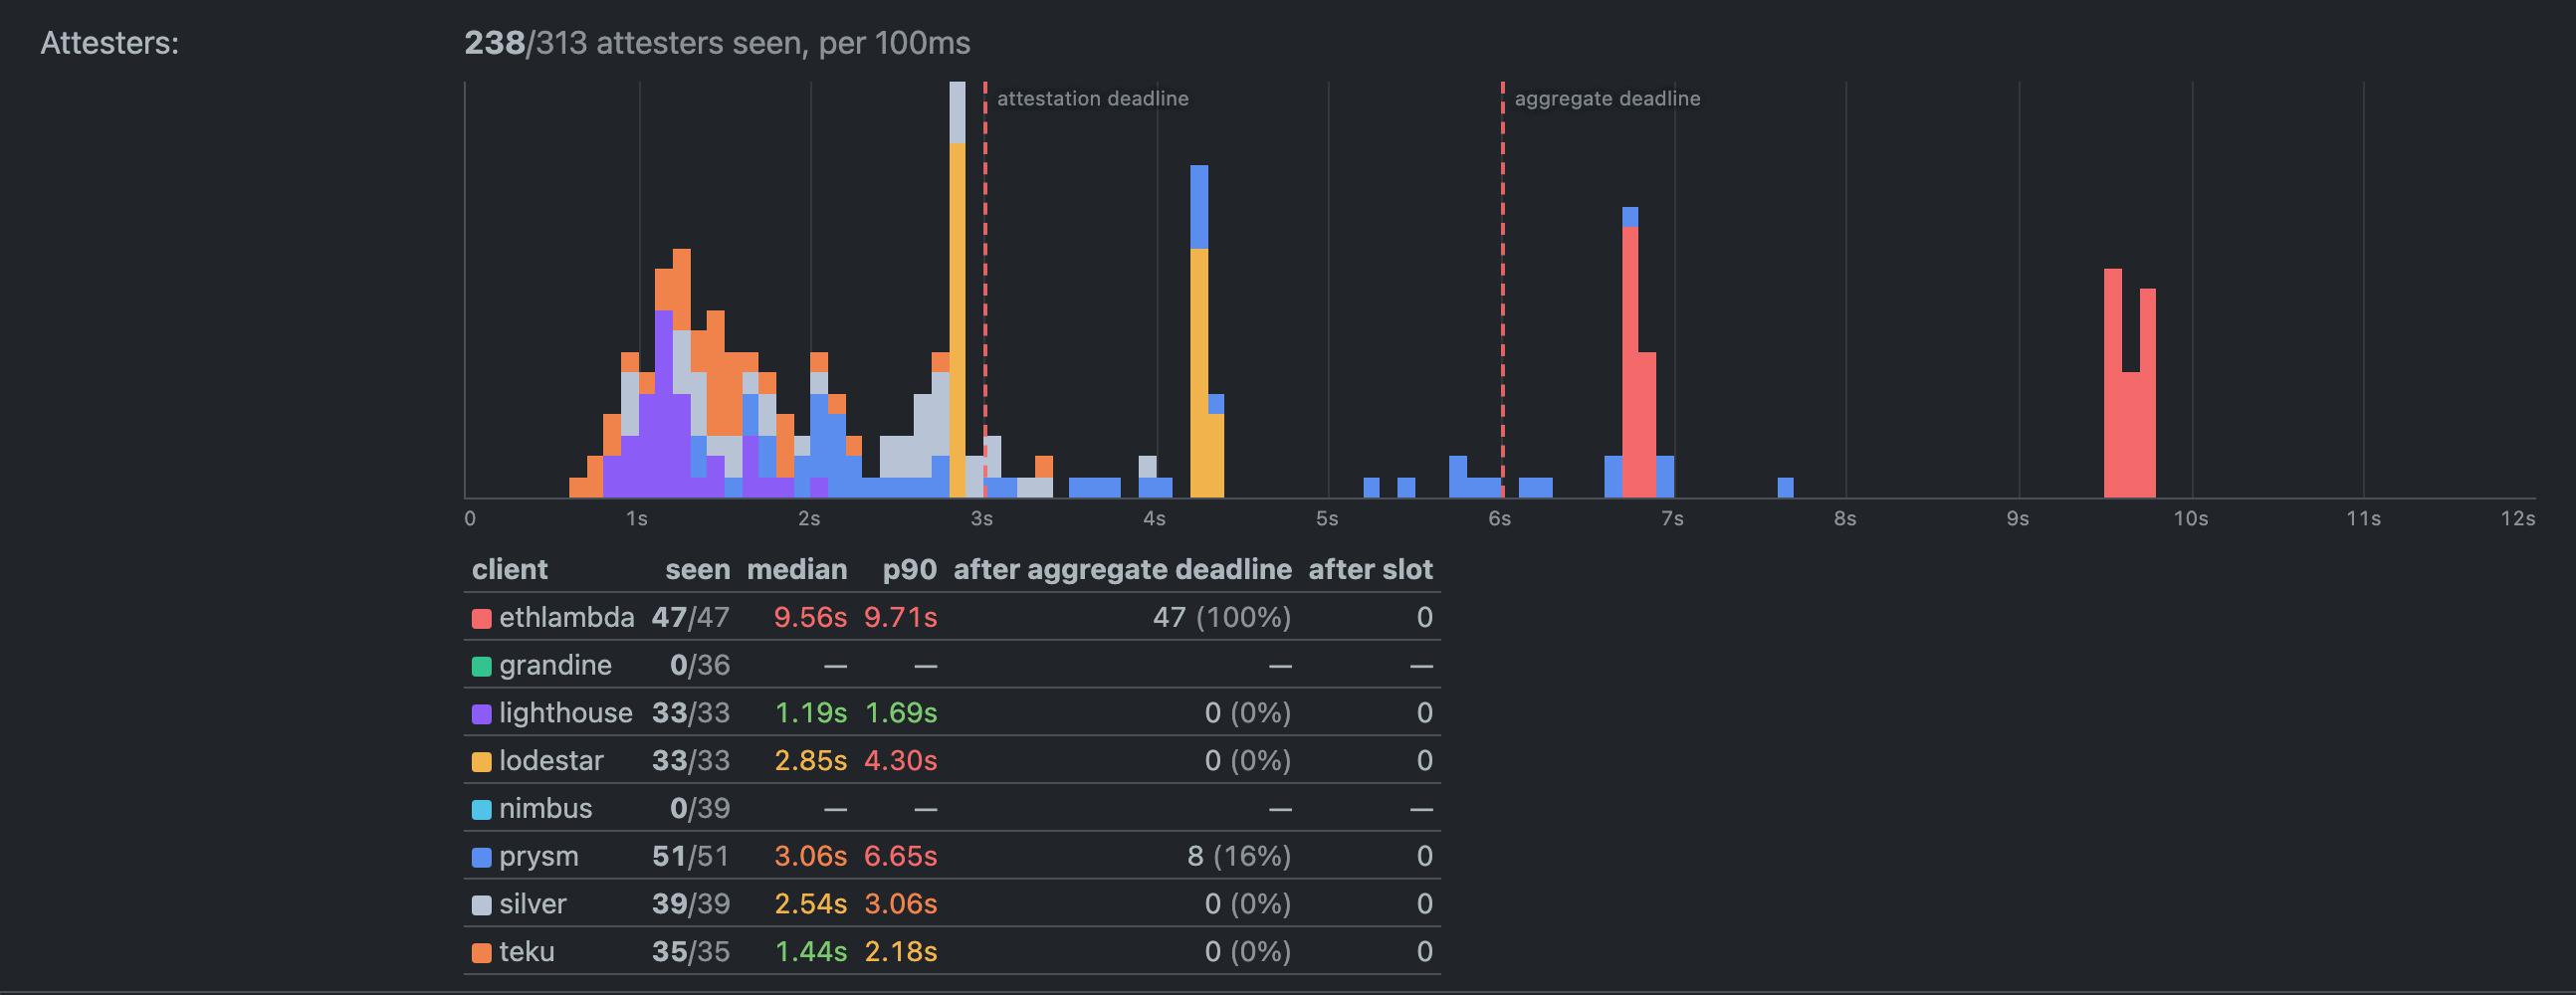 Attesters:
238/313 attesters seen, per 100ms
attestation deadline
aggregate deadline
0 1s 2s 3s 4s 5s 6s 7s 8s 9s 10s 11s 12s
client seen median p90 after aggregate deadline after slot
ethlambda 47/47 9.56s 9.71s 47 (100%) 0
grandine 0/36 — — — —
lighthouse 33/33 1.19s 1.69s 0 (0%) 0
lodestar 33/33 2.85s 4.30s 0 (0%) 0
nimbus 0/39 — — — —
prysm 51/51 3.06s 6.65s 8 (16%) 0
silver 39/39 2.54s 3.06s 0 (0%) 0
teku 35/35 1.44s 2.18s 0 (0%) 0